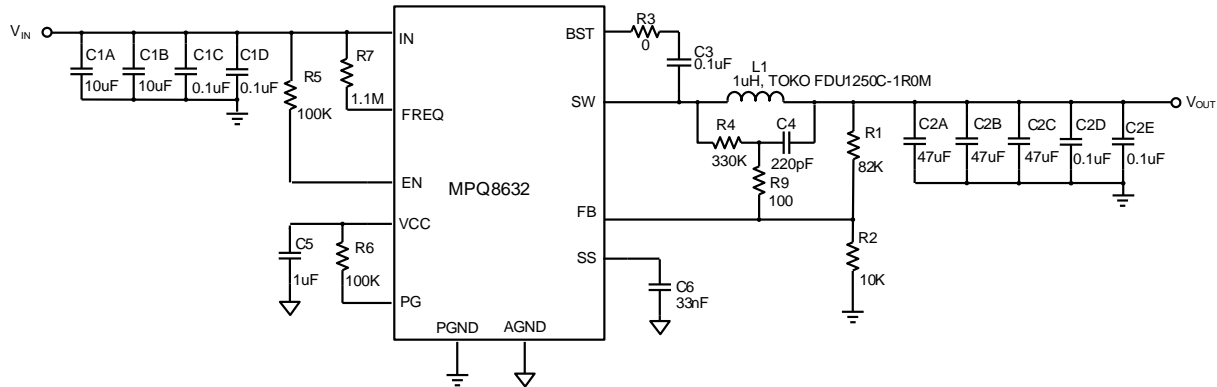 V_IN
C1A
10uF
C1B
10uF
C1C
0.1uF
C1D
0.1uF
R5
100K
R7
1.1M
IN
FREQ
EN
VCC
PG
C5
1uF
R6
100K
MPQ8632
PGND
AGND
BST
SW
FB
SS
R3
0
C3
0.1uF
L1
1uH, TOKO FDU1250C-1R0M
R4
330K
C4
220pF
R9
100
R1
82K
R2
10K
C6
33nF
C2A
47uF
C2B
47uF
C2C
47uF
C2D
0.1uF
C2E
0.1uF
V_OUT